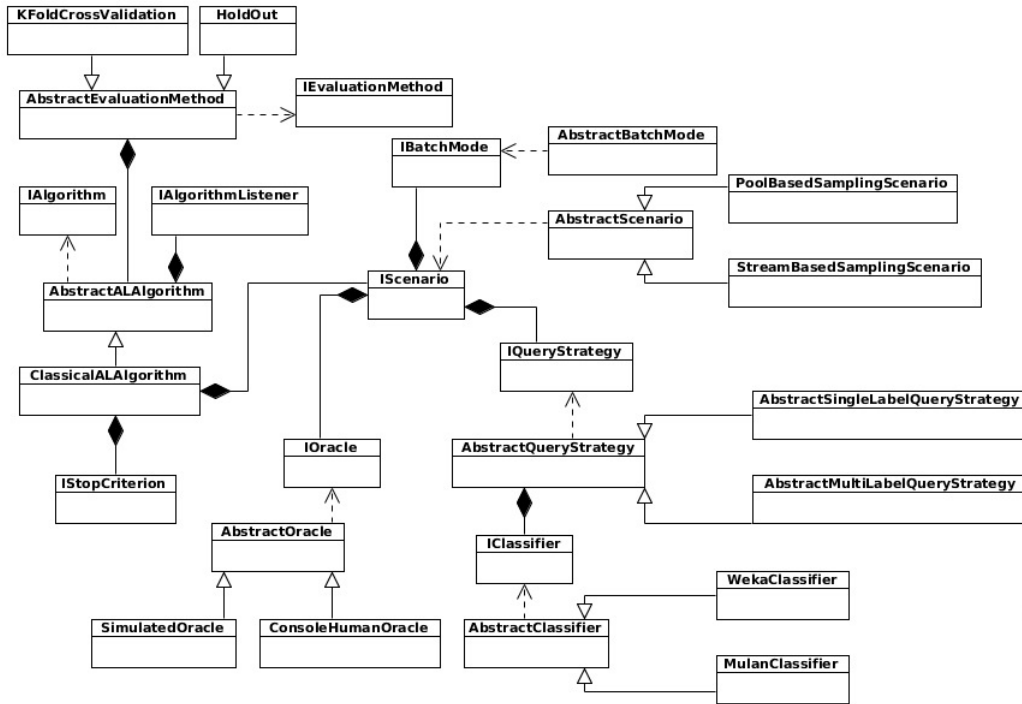 KFoldCrossValidation
HoldOut
AbstractEvaluationMethod
IEvaluationMethod
IBatchMode
AbstractBatchMode
IAlgorithm
IAlgorithmListener
PoolBasedSamplingScenario
AbstractScenario
StreamBasedSamplingScenario
IScenario
AbstractALAlgorithm
IQueryStrategy
ClassicalALAlgorithm
AbstractSingleLabelQueryStrategy
IOracle
AbstractQueryStrategy
IStopCriterion
AbstractMultiLabelQueryStrategy
AbstractOracle
IClassifier
WekaClassifier
SimulatedOracle
ConsoleHumanOracle
AbstractClassifier
MulanClassifier